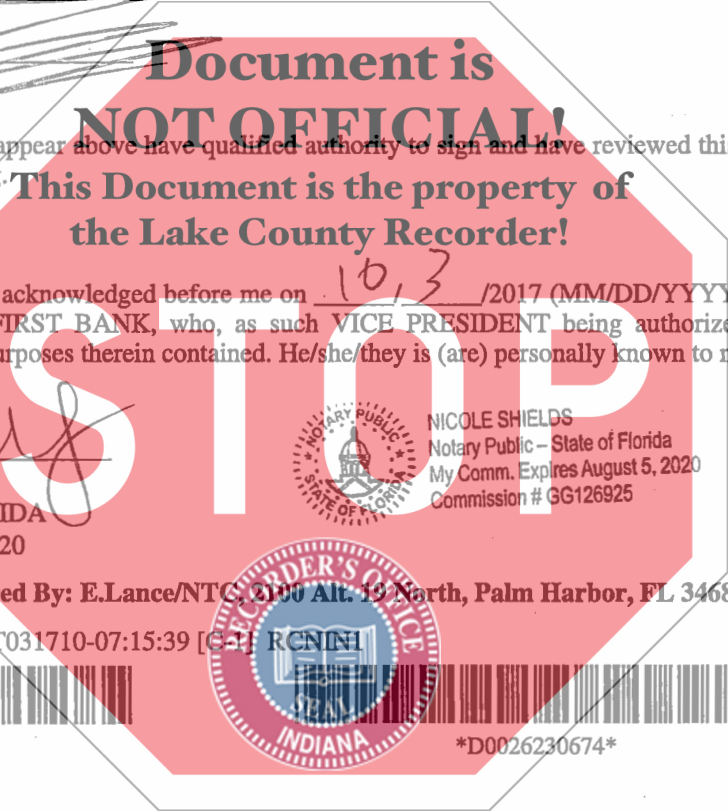 Document is
NOT OFFICIAL!
appear above have qualified authority to sign and have reviewed thi
This Document is the property of
the Lake County Recorder!
acknowledged before me on 10, 3 /2017 (MM/DD/YYYY
FIRST BANK, who, as such VICE PRESIDENT being authorize
urposes therein contained. He/she/they is (are) personally known to
STOP
NOTARY PUBLIC
STATE OF FLORIDA
NICOLE SHIELDS
Notary Public – State of Florida
My Comm. Expires August 5, 2020
Commission # GG126925
IDA
20
ed By: E.Lance/NTC, 2100 Alt. 19 North, Palm Harbor, FL 3468
T031710-07:15:39 [C-1] RCNIN1
RECORDER'S OFFICE
SEAL
INDIANA
*D0026230674*